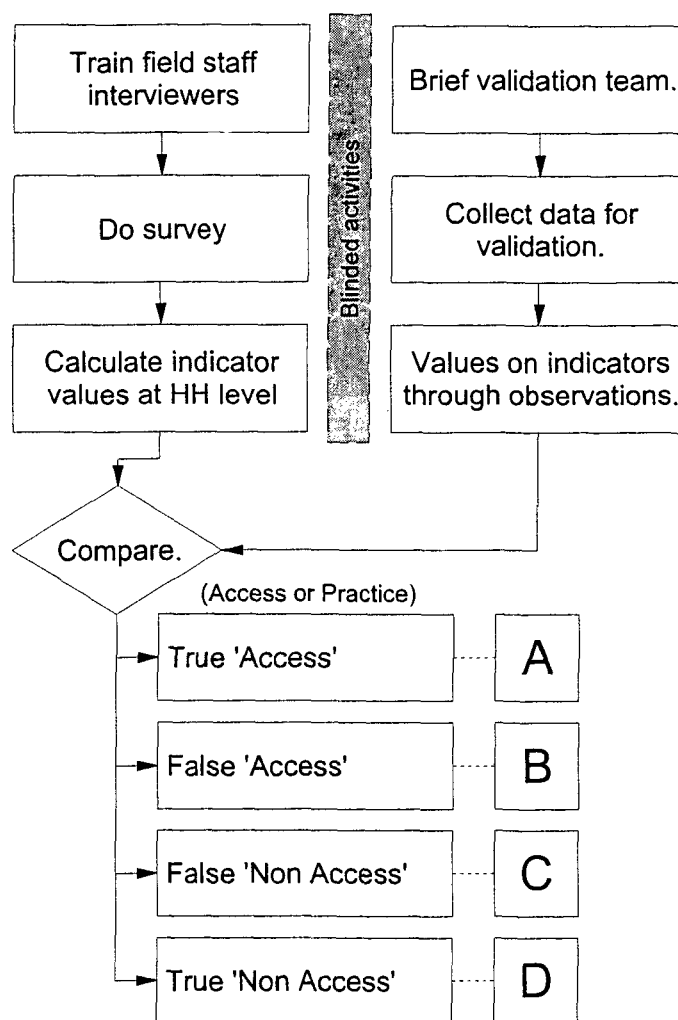 Train field staff
interviewers
Do survey
Calculate indicator
values at HH level
Blinded activities
Brief validation team.
Collect data for
validation.
Values on indicators
through observations.
Compare.
(Access or Practice)
True 'Access'
A
False 'Access'
B
False 'Non Access'
C
True 'Non Access'
D